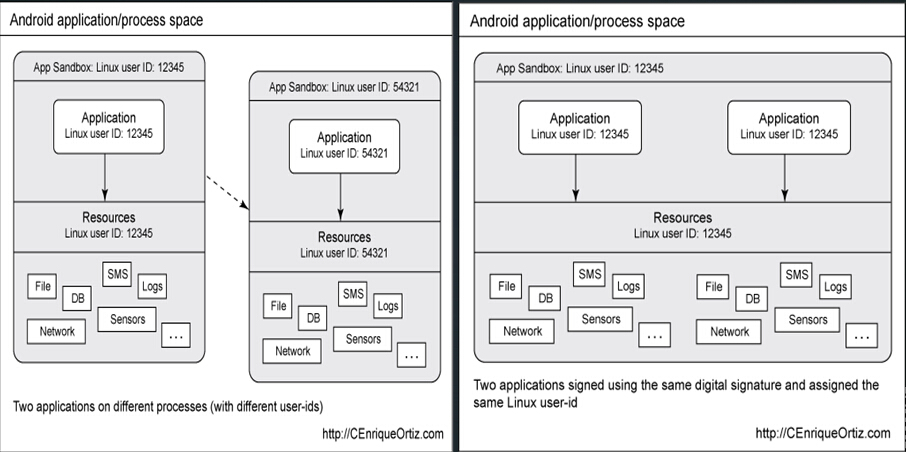 Android application/process space
App Sandbox: Linux user ID: 12345
Application
Linux user ID: 12345
Resources
Linux user ID: 12345
File
DB
SMS
Logs
Network
Sensors
...
App Sandbox: Linux user ID: 54321
Application
Linux user ID: 54321
Resources
Linux user ID: 54321
File
DB
SMS
Logs
Network
Sensors
...
Two applications on different processes (with different user-ids)
http://CEnriqueOrtiz.com
Android application/process space
App Sandbox: Linux user ID: 12345
Application
Linux user ID: 12345
Application
Linux user ID: 12345
Resources
Linux user ID: 12345
File
DB
SMS
Logs
Network
Sensors
...
File
DB
SMS
Logs
Network
Sensors
...
Two applications signed using the same digital signature and assigned the
same Linux user-id
http://CEnriqueOrtiz.com